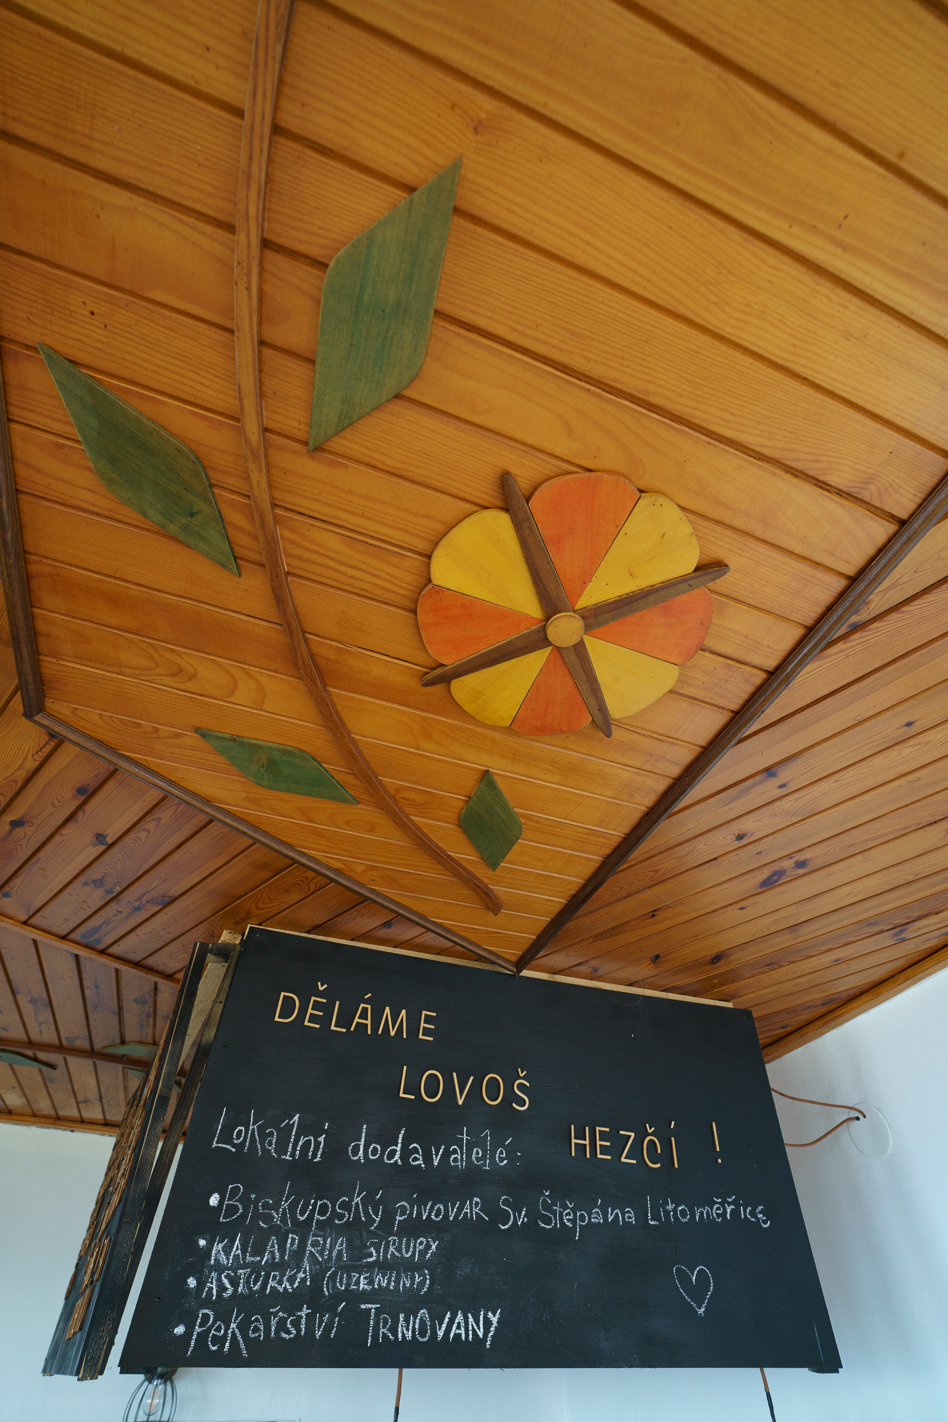 DĚLÁME
LOVOŠ
HEZČÍ !
Lokální dodavatelé:
• Biskupský pivovar Sv. Štěpána Litoměřice
• KALAPRIA SIRUPY
• ASTURKA (UZENINY)
• Pekařství TRNOVANY